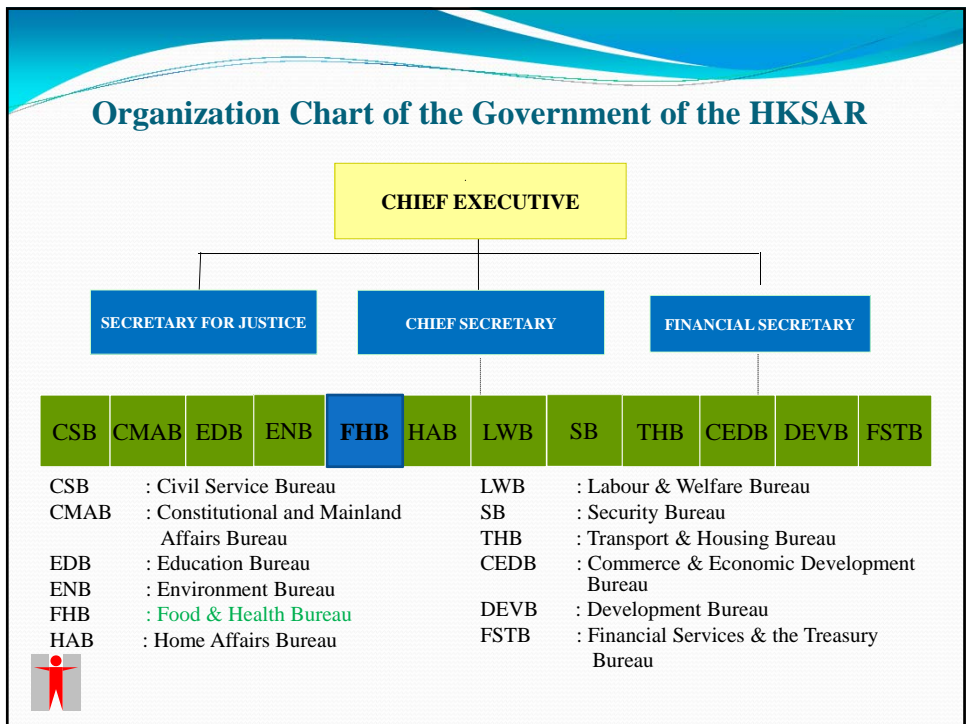 Organization Chart of the Government of the HKSAR
CHIEF EXECUTIVE
SECRETARY FOR JUSTICE
CHIEF SECRETARY
FINANCIAL SECRETARY
CSB CMAB EDB ENB FHB HAB LWB SB THB CEDB DEVB FSTB
CSB : Civil Service Bureau
CMAB : Constitutional and Mainland
Affairs Bureau
EDB : Education Bureau
ENB : Environment Bureau
FHB : Food & Health Bureau
HAB : Home Affairs Bureau
LWB : Labour & Welfare Bureau
SB : Security Bureau
THB : Transport & Housing Bureau
CEDB : Commerce & Economic Development
Bureau
DEVB : Development Bureau
FSTB : Financial Services & the Treasury
Bureau